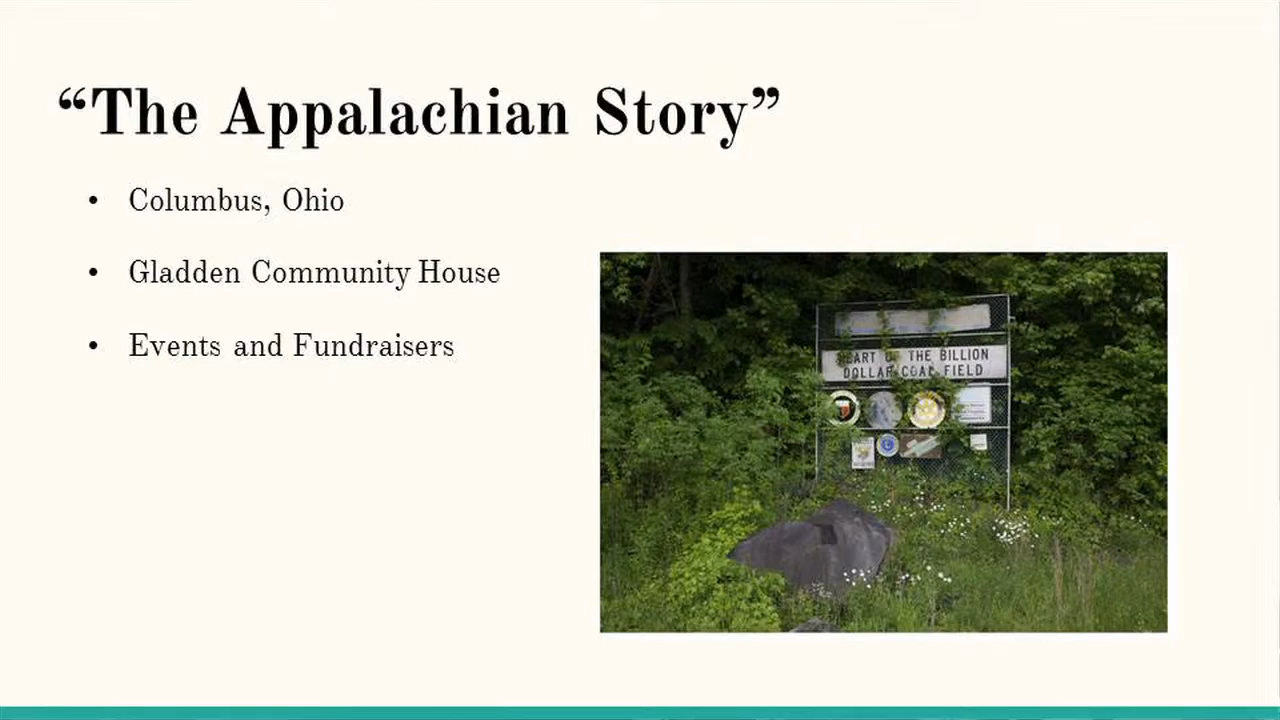 “The Appalachian Story”
• Columbus, Ohio
• Gladden Community House
• Events and Fundraisers
HEART OF THE BILLION
DOLLAR COAL FIELD